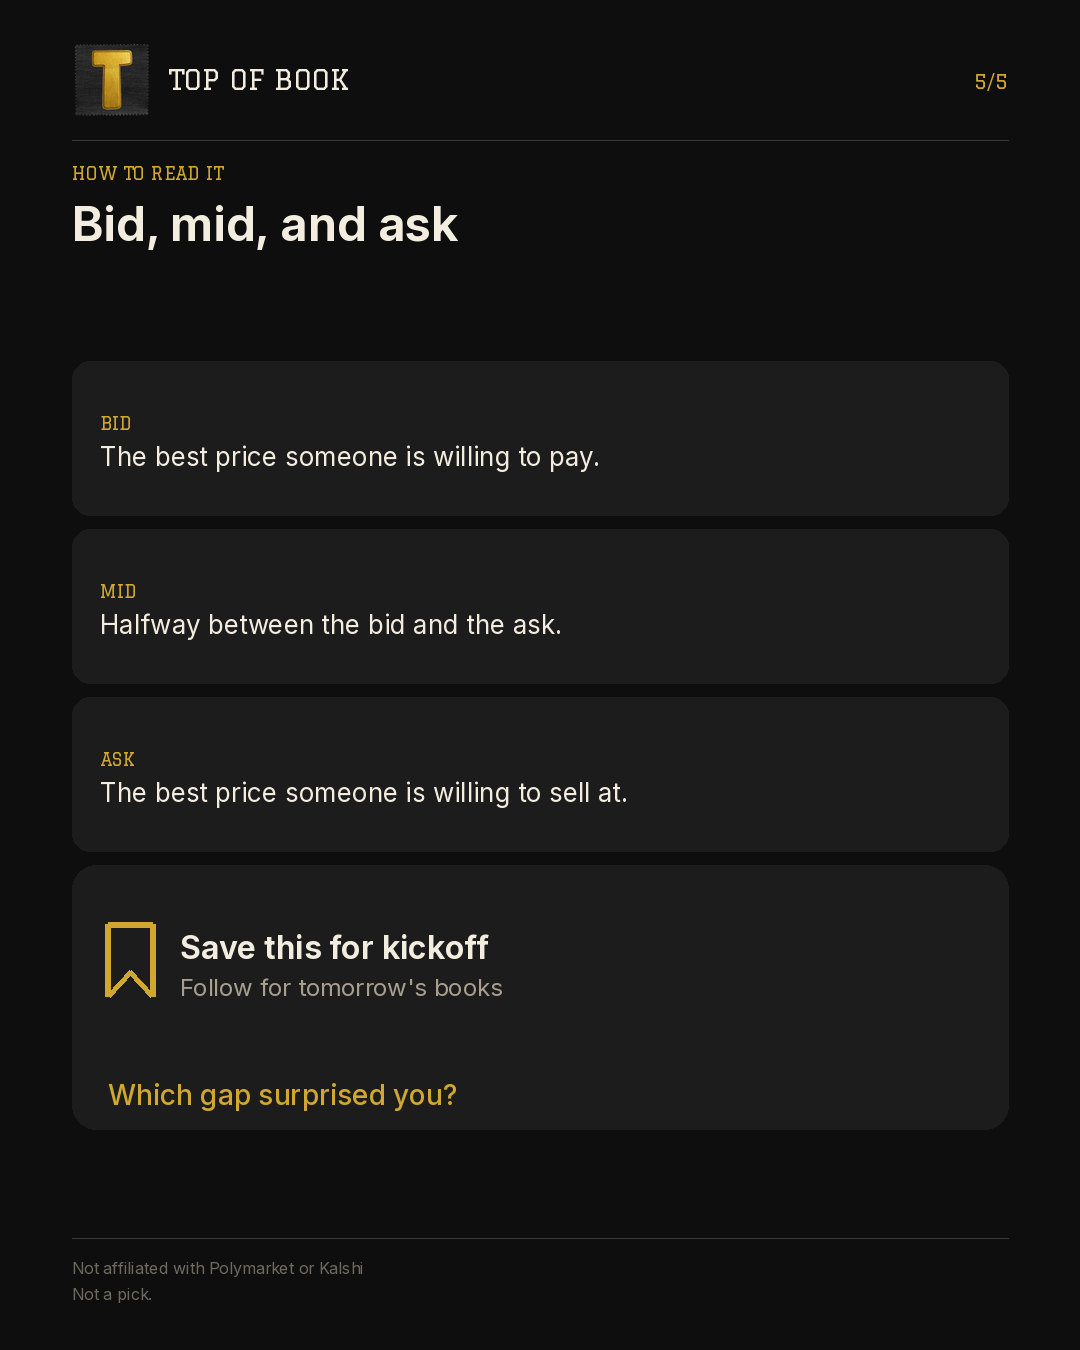 T
TOP OF BOOK
5/5
HOW TO READ IT
Bid, mid, and ask
BID
The best price someone is willing to pay.
MID
Halfway between the bid and the ask.
ASK
The best price someone is willing to sell at.
Save this for kickoff
Follow for tomorrow's books
Which gap surprised you?
Not affiliated with Polymarket or Kalshi
Not a pick.